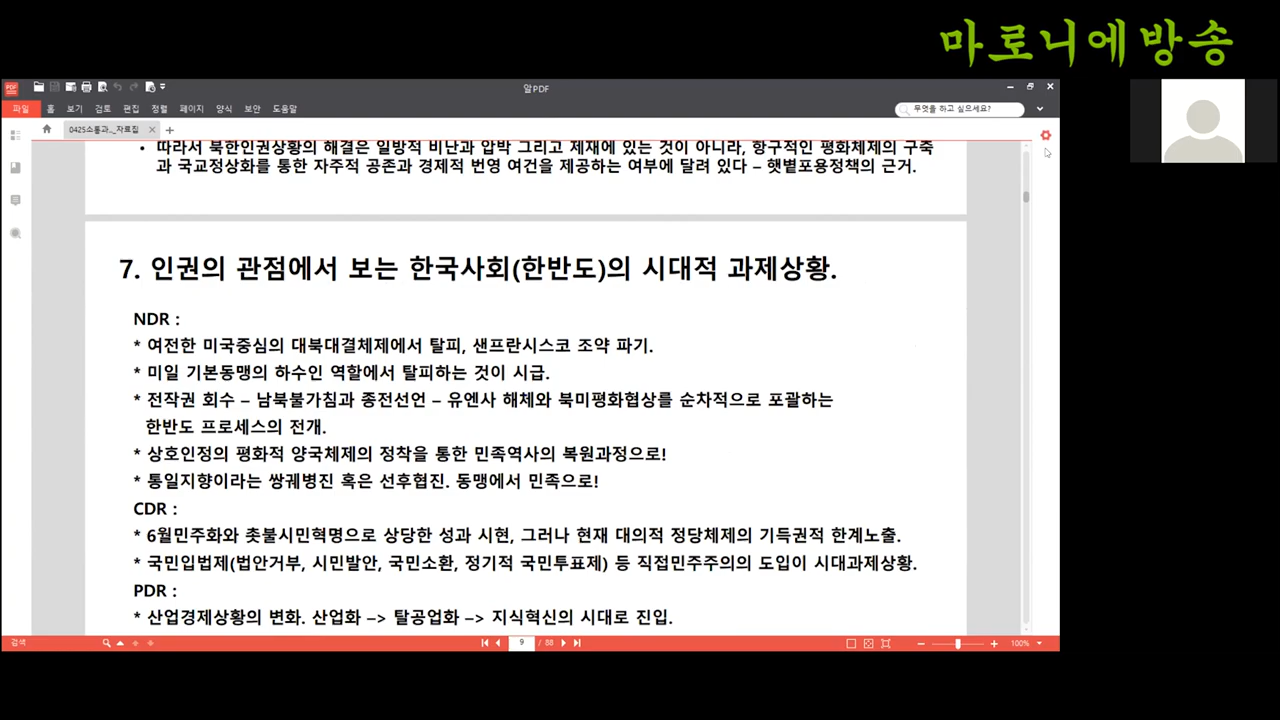 마로니에방송
알PDF
파일 홈 보기 검토 편집 정렬 페이지 양식 보안 도움말
무엇을 하고 싶으세요?
0425소통과..._자료집
• 따라서 북한인권상황의 해결은 일방적 비난과 압박 그리고 제재에 있는 것이 아니라, 항구적인 평화체제의 구축
과 국교정상화를 통한 자주적 공존과 경제적 번영 여건을 제공하는 여부에 달려 있다 – 햇볕포용정책의 근거.
7. 인권의 관점에서 보는 한국사회(한반도)의 시대적 과제상황.
NDR :
* 여전한 미국중심의 대북대결체제에서 탈피, 샌프란시스코 조약 파기.
* 미일 기본동맹의 하수인 역할에서 탈피하는 것이 시급.
* 전작권 회수 – 남북불가침과 종전선언 – 유엔사 해체와 북미평화협상를 순차적으로 포괄하는
한반도 프로세스의 전개.
* 상호인정의 평화적 양국체제의 정착을 통한 민족역사의 복원과정으로!
* 통일지향이라는 쌍궤병진 혹은 선후협진. 동맹에서 민족으로!
CDR :
* 6월민주화와 촛불시민혁명으로 상당한 성과 시현, 그러나 현재 대의적 정당체제의 기득권적 한계노출.
* 국민입법제(법안거부, 시민발안, 국민소환, 정기적 국민투표제) 등 직접민주주의의 도입이 시대과제상황.
PDR :
* 산업경제상황의 변화. 산업화 –> 탈공업화 –> 지식혁신의 시대로 진입.
검색 9 / 88 100%